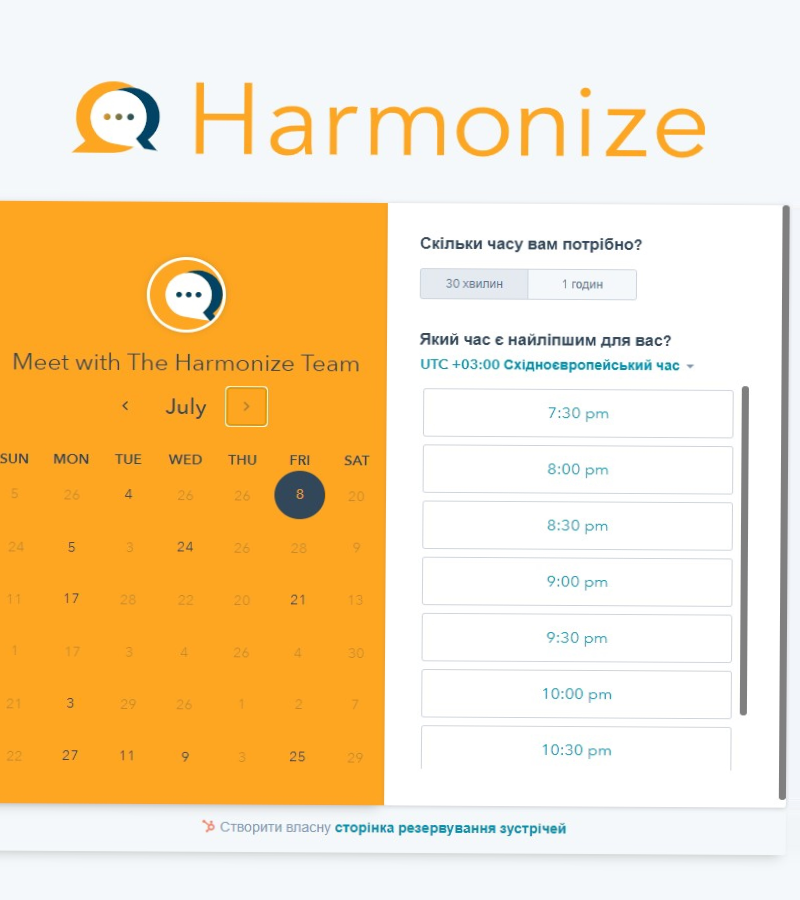 Harmonize
Meet with The Harmonize Team
July
SUN MON TUE WED THU FRI SAT
5 26 4 26 26 8 20
24 5 3 24 26 28 9
11 17 28 22 20 21 13
1 17 3 4 26 4 30
21 3 29 26 1 2 7
22 27 11 9 3 25 29
Скільки часу вам потрібно?
30 хвилин 1 годин
Який час є найліпшим для вас?
UTC +03:00 Східноєвропейський час
7:30 pm
8:00 pm
8:30 pm
9:00 pm
9:30 pm
10:00 pm
10:30 pm
Створити власну сторінка резервування зустрічей